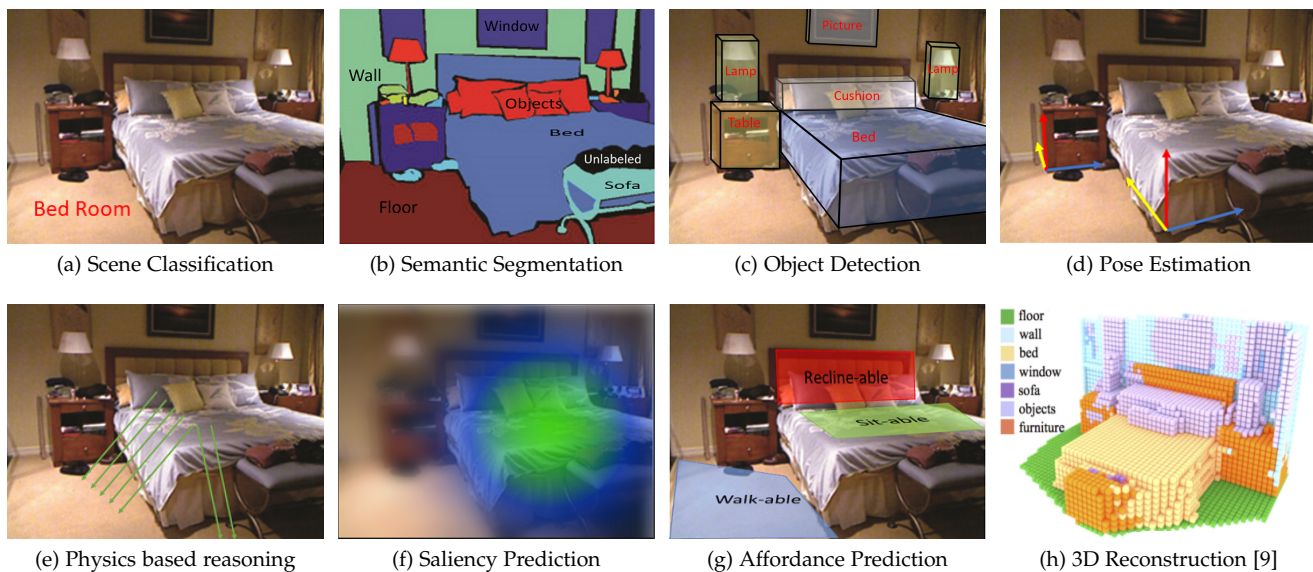 Bed Room
(a) Scene Classification
Window
Wall
Objects
Bed
Unlabeled
Sofa
Floor
(b) Semantic Segmentation
Picture
Lamp
Lamp
Cushion
Table
Bed
(c) Object Detection
(d) Pose Estimation
(e) Physics based reasoning
(f) Saliency Prediction
Recline-able
Sit-able
Walk-able
(g) Affordance Prediction
floor
wall
bed
window
sofa
objects
furniture
(h) 3D Reconstruction [9]